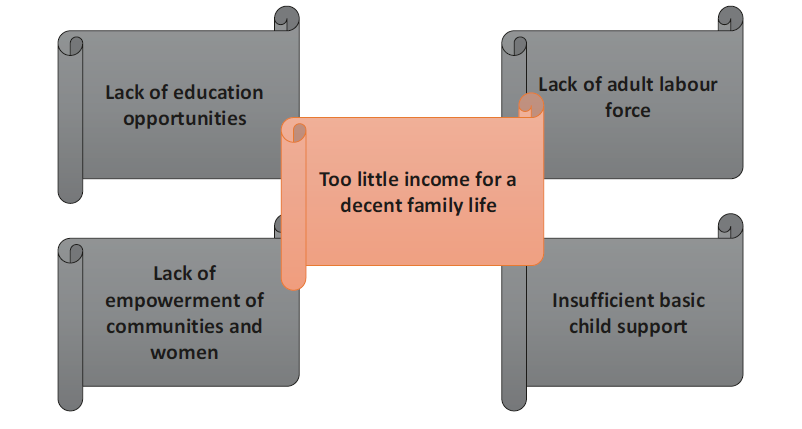 Lack of education
opportunities
Lack of adult labour
force
Too little income for a
decent family life
Lack of
empowerment of
communities and
women
Insufficient basic
child support